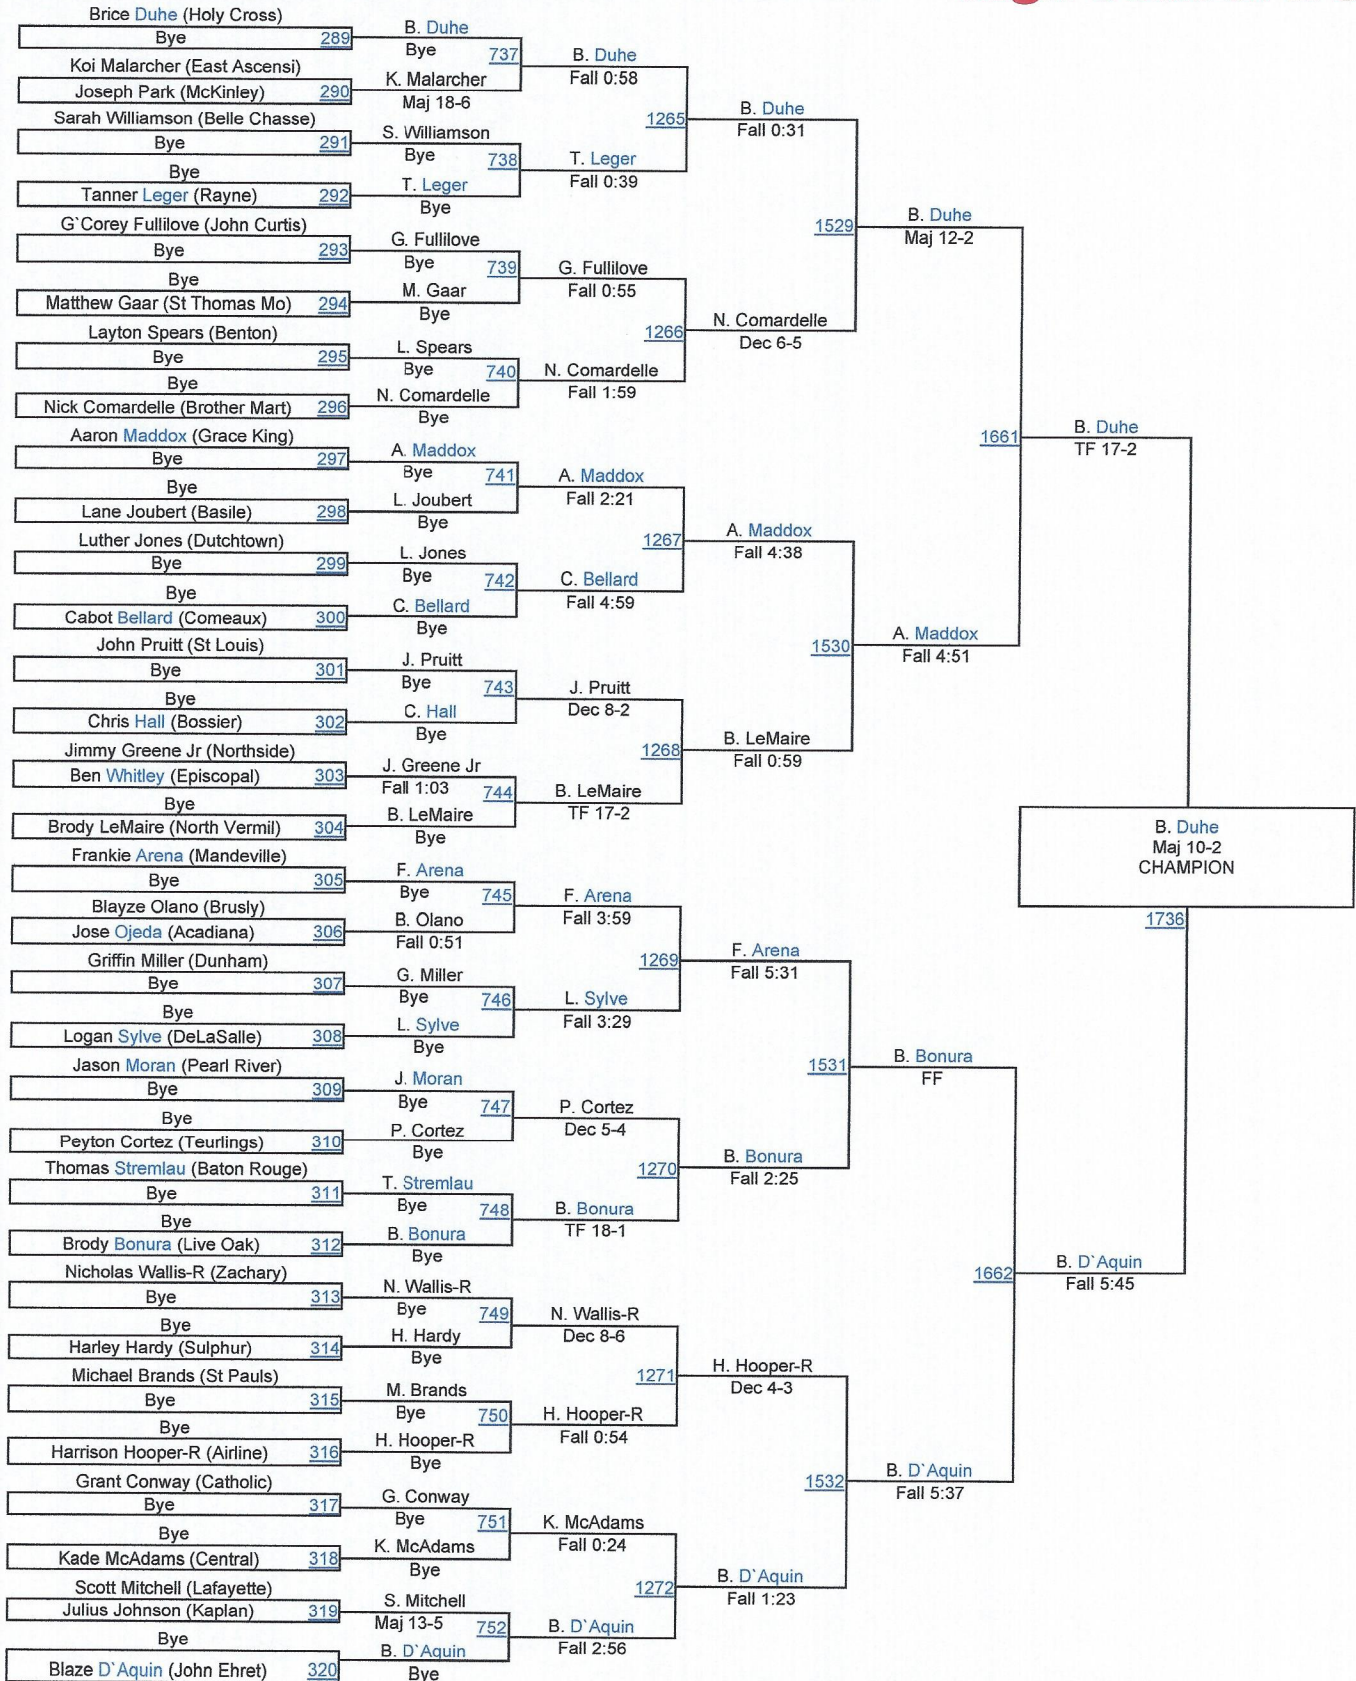 Brice Duhe (Holy Cross)
Bye 289
Koi Malarcher (East Ascensi)
Joseph Park (McKinley) 290
Sarah Williamson (Belle Chasse)
Bye 291
Bye
Tanner Leger (Rayne) 292
G`Corey Fullilove (John Curtis)
Bye 293
Bye
Matthew Gaar (St Thomas Mo) 294
Layton Spears (Benton)
Bye 295
Bye
Nick Comardelle (Brother Mart) 296
Aaron Maddox (Grace King)
Bye 297
Bye
Lane Joubert (Basile) 298
Luther Jones (Dutchtown)
Bye 299
Bye
Cabot Bellard (Comeaux) 300
John Pruitt (St Louis)
Bye 301
Bye
Chris Hall (Bossier) 302
Jimmy Greene Jr (Northside)
Ben Whitley (Episcopal) 303
Bye
Brody LeMaire (North Vermil) 304
Frankie Arena (Mandeville)
Bye 305
Blayze Olano (Brusly)
Jose Ojeda (Acadiana) 306
Griffin Miller (Dunham)
Bye 307
Bye
Logan Sylve (DeLaSalle) 308
Jason Moran (Pearl River)
Bye 309
Bye
Peyton Cortez (Teurlings) 310
Thomas Stremlau (Baton Rouge)
Bye 311
Bye
Brody Bonura (Live Oak) 312
Nicholas Wallis-R (Zachary)
Bye 313
Bye
Harley Hardy (Sulphur) 314
Michael Brands (St Pauls)
Bye 315
Bye
Harrison Hooper-R (Airline) 316
Grant Conway (Catholic)
Bye 317
Bye
Kade McAdams (Central) 318
Scott Mitchell (Lafayette)
Julius Johnson (Kaplan) 319
Bye
Blaze D`Aquin (John Ehret) 320
B. Duhe
Bye 737
K. Malarcher
Maj 18-6
S. Williamson
Bye 738
T. Leger
Bye
G. Fullilove
Bye 739
M. Gaar
Bye
L. Spears
Bye 740
N. Comardelle
Bye
A. Maddox
Bye 741
L. Joubert
Bye
L. Jones
Bye 742
C. Bellard
Bye
J. Pruitt
Bye 743
C. Hall
Bye
J. Greene Jr
Fall 1:03 744
B. LeMaire
Bye
F. Arena
Bye 745
B. Olano
Fall 0:51
G. Miller
Bye 746
L. Sylve
Bye
J. Moran
Bye 747
P. Cortez
Bye
T. Stremlau
Bye 748
B. Bonura
Bye
N. Wallis-R
Bye 749
H. Hardy
Bye
M. Brands
Bye 750
H. Hooper-R
Bye
G. Conway
Bye 751
K. McAdams
Bye
S. Mitchell
Maj 13-5 752
B. D`Aquin
Bye
B. Duhe
Fall 0:58
1265
T. Leger
Fall 0:39
G. Fullilove
Fall 0:55
1266
N. Comardelle
Fall 1:59
A. Maddox
Fall 2:21
1267
C. Bellard
Fall 4:59
J. Pruitt
Dec 8-2
1268
B. LeMaire
TF 17-2
F. Arena
Fall 3:59
1269
L. Sylve
Fall 3:29
P. Cortez
Dec 5-4
1270
B. Bonura
TF 18-1
N. Wallis-R
Dec 8-6
1271
H. Hooper-R
Fall 0:54
K. McAdams
Fall 0:24
1272
B. D`Aquin
Fall 2:56
B. Duhe
Fall 0:31
1529
N. Comardelle
Dec 6-5
A. Maddox
Fall 4:38
1530
B. LeMaire
Fall 0:59
F. Arena
Fall 5:31
1531
B. Bonura
Fall 2:25
H. Hooper-R
Dec 4-3
1532
B. D`Aquin
Fall 1:23
B. Duhe
Maj 12-2
1661
A. Maddox
Fall 4:51
B. Bonura
FF
1662
B. D`Aquin
Fall 5:37
B. Duhe
TF 17-2
B. Duhe
Maj 10-2
CHAMPION
1736
B. D`Aquin
Fall 5:45